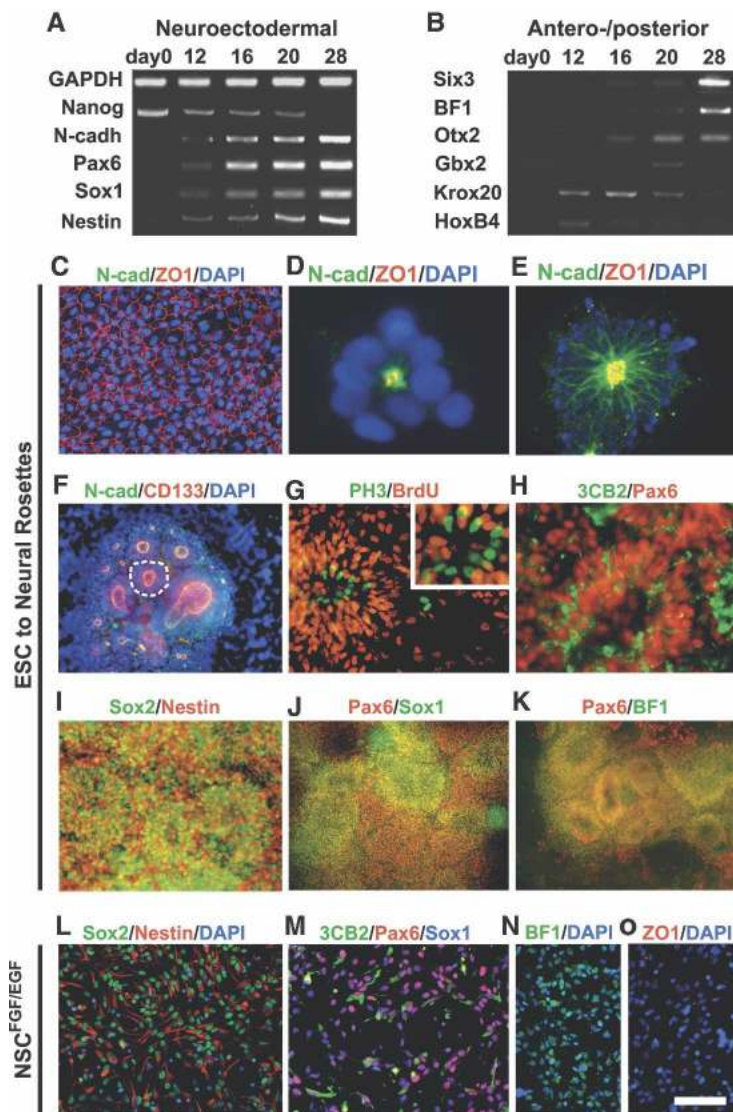 A Neuroectodermal
day0 12 16 20 28
GAPDH
Nanog
N-cadh
Pax6
Sox1
Nestin
B Antero-/posterior
day0 12 16 20 28
Six3
BF1
Otx2
Gbx2
Krox20
HoxB4
ESC to Neural Rosettes
C N-cad/ZO1/DAPI
D N-cad/ZO1/DAPI
E N-cad/ZO1/DAPI
F N-cad/CD133/DAPI
G PH3/BrdU
H 3CB2/Pax6
I Sox2/Nestin
J Pax6/Sox1
K Pax6/BF1
NSC FGF/EGF
L Sox2/Nestin/DAPI
M 3CB2/Pax6/Sox1
N BF1/DAPI
O ZO1/DAPI